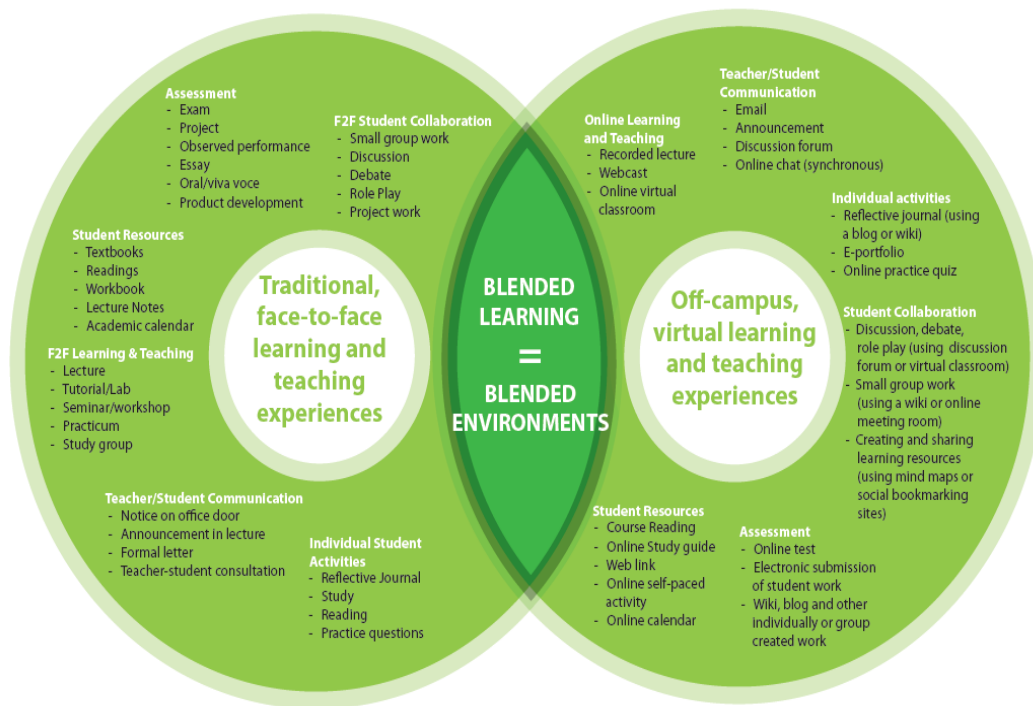 Assessment
- Exam
- Project
- Observed performance
- Essay
- Oral/viva voce
- Product development
F2F Student Collaboration
- Small group work
- Discussion
- Debate
- Role Play
- Project work
Student Resources
- Textbooks
- Readings
- Workbook
- Lecture Notes
- Academic calendar
F2F Learning & Teaching
- Lecture
- Tutorial/Lab
- Seminar/workshop
- Practicum
- Study group
Traditional,
face-to-face
learning and
teaching
experiences
Teacher/Student Communication
- Notice on office door
- Announcement in lecture
- Formal letter
- Teacher-student consultation
Individual Student
Activities
- Reflective Journal
- Study
- Reading
- Practice questions
BLENDED
LEARNING
=
BLENDED
ENVIRONMENTS
Online Learning
and Teaching
- Recorded lecture
- Webcast
- Online virtual
classroom
Teacher/Student
Communication
- Email
- Announcement
- Discussion forum
- Online chat (synchronous)
Individual activities
- Reflective journal (using
a blog or wiki)
- E-portfolio
- Online practice quiz
Off-campus,
virtual learning
and teaching
experiences
Student Collaboration
- Discussion, debate,
role play (using discussion
forum or virtual classroom)
- Small group work
(using a wiki or online
meeting room)
- Creating and sharing
learning resources
(using mind maps or
social bookmarking
sites)
Student Resources
- Course Reading
- Online Study guide
- Web link
- Online self-paced
activity
- Online calendar
Assessment
- Online test
- Electronic submission
of student work
- Wiki, blog and other
individually or group
created work